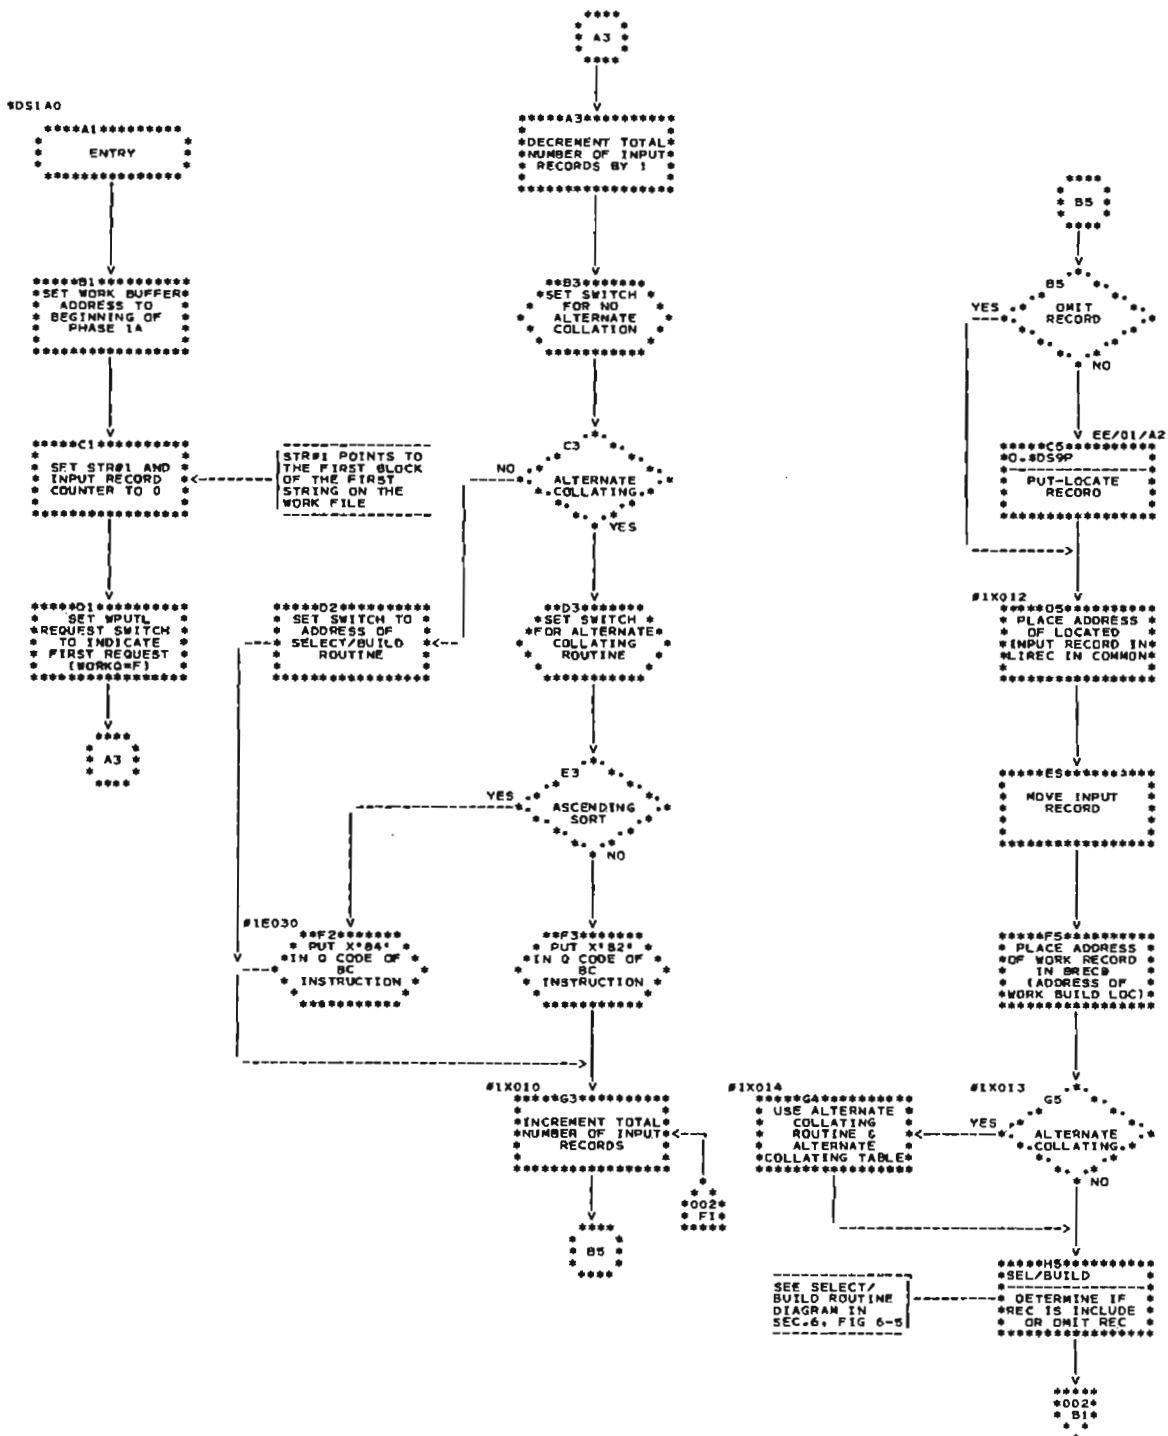 #DS1A0
A1
ENTRY
B1
SET WORK BUFFER
ADDRESS TO
BEGINNING OF
PHASE 1A
C1
SET STR#1 AND
INPUT RECORD
COUNTER TO 0
STR#1 POINTS TO
THE FIRST BLOCK
OF THE FIRST
STRING ON THE
WORK FILE
D1
SET WPUTL
REQUEST SWITCH
TO INDICATE
FIRST REQUEST
(WORKQ=F)
A3
A3
A3
DECREMENT TOTAL
NUMBER OF INPUT
RECORDS BY 1
B3
SET SWITCH
FOR NO
ALTERNATE
COLLATION
C3
ALTERNATE
COLLATING
NO
YES
D2
SET SWITCH TO
ADDRESS OF
SELECT/BUILD
ROUTINE
D3
SET SWITCH
FOR ALTERNATE
COLLATING
ROUTINE
E3
ASCENDING
SORT
YES
NO
#1E030
F2
PUT X'84'
IN Q CODE OF
BC
INSTRUCTION
F3
PUT X'82'
IN Q CODE OF
BC
INSTRUCTION
#1X010
G3
INCREMENT TOTAL
NUMBER OF INPUT
RECORDS
002
F1
B5
B5
B5
OMIT
RECORD
YES
NO
EE/01/A2
C5
O.#DS9P
PUT-LOCATE
RECORD
#1X012
D5
PLACE ADDRESS
OF LOCATED
INPUT RECORD IN
LIREC IN COMMON
E5
MOVE INPUT
RECORD
F5
PLACE ADDRESS
OF WORK RECORD
IN BREC@
(ADDRESS OF
WORK BUILD LOC)
#1X013
G5
ALTERNATE
COLLATING
YES
NO
#1X014
G4
USE ALTERNATE
COLLATING
ROUTINE &
ALTERNATE
COLLATING TABLE
H5
SEL/BUILD
DETERMINE IF
REC IS INCLUDE
OR OMIT REC
SEE SELECT/
BUILD ROUTINE
DIAGRAM IN
SEC.6, FIG 6-5
002
B1